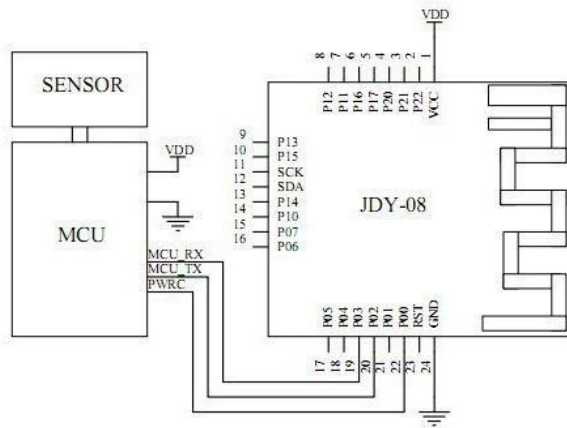 VDD
8 7 6 5 4 3 2 1
P12 P11 P16 P17 P20 P21 P22 VCC
SENSOR
VDD
MCU
MCU_RX
MCU_TX
PWRC
9 P13
10 P15
11 SCK
12 SDA
13 P14
14 P10
15 P07
16 P06
JDY-08
P05 P04 P03 P02 P01 P00 RST GND
17 18 19 20 21 22 23 24